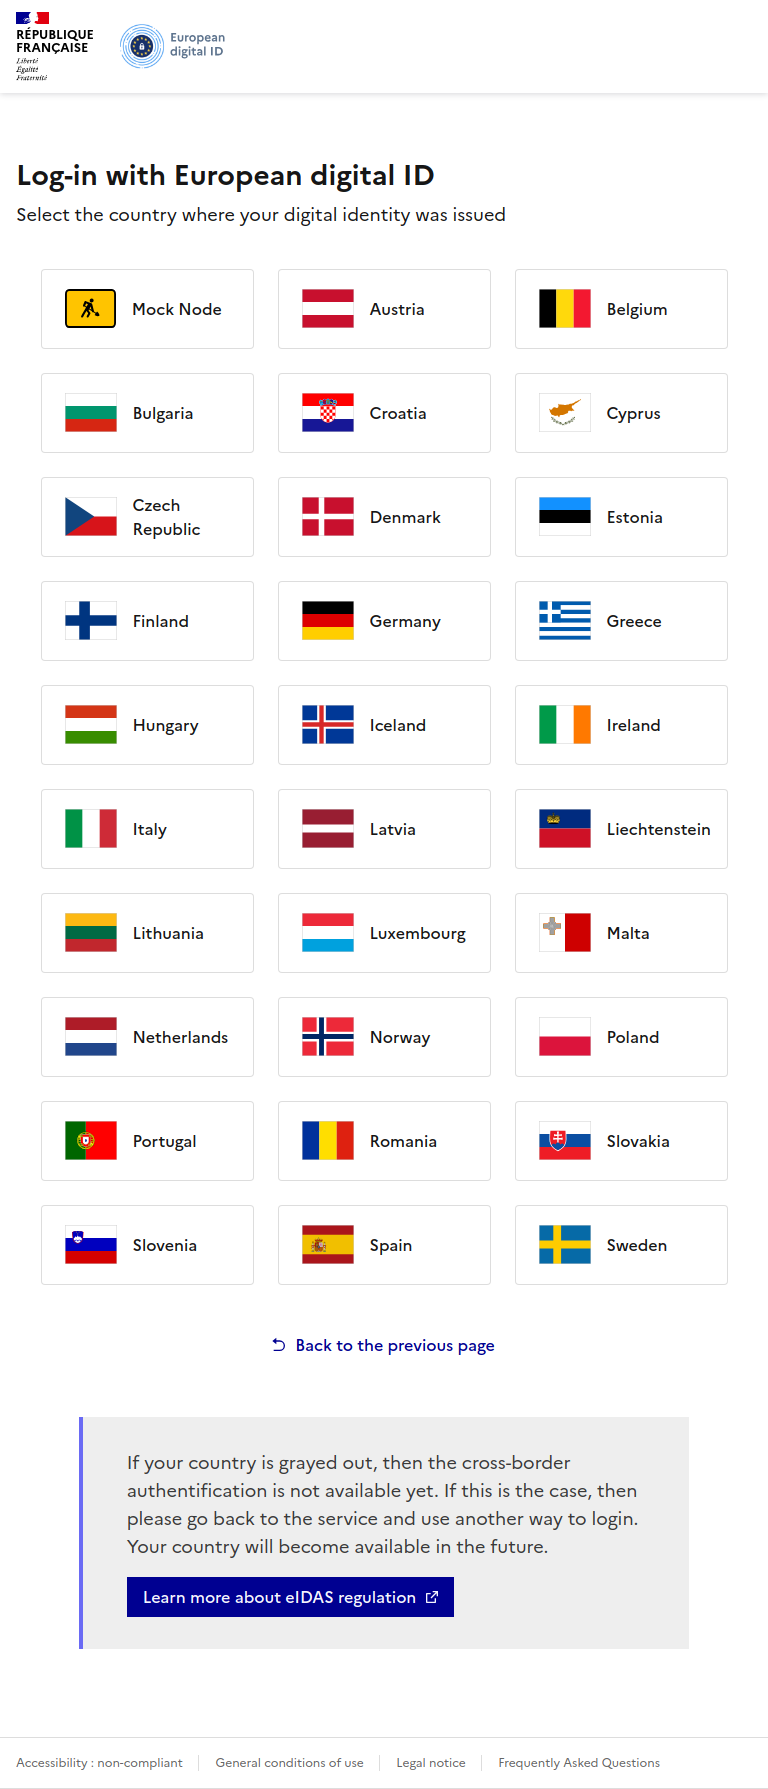 RÉPUBLIQUE
FRANÇAISE
Liberté
Égalité
Fraternité
European
digital ID
Log-in with European digital ID
Select the country where your digital identity was issued
Mock Node
Austria
Belgium
Bulgaria
Croatia
Cyprus
Czech
Republic
Denmark
Estonia
Finland
Germany
Greece
Hungary
Iceland
Ireland
Italy
Latvia
Liechtenstein
Lithuania
Luxembourg
Malta
Netherlands
Norway
Poland
Portugal
Romania
Slovakia
Slovenia
Spain
Sweden
Back to the previous page
If your country is grayed out, then the cross-border
authentification is not available yet. If this is the case, then
please go back to the service and use another way to login.
Your country will become available in the future.
Learn more about eIDAS regulation
Accessibility : non-compliant
General conditions of use
Legal notice
Frequently Asked Questions